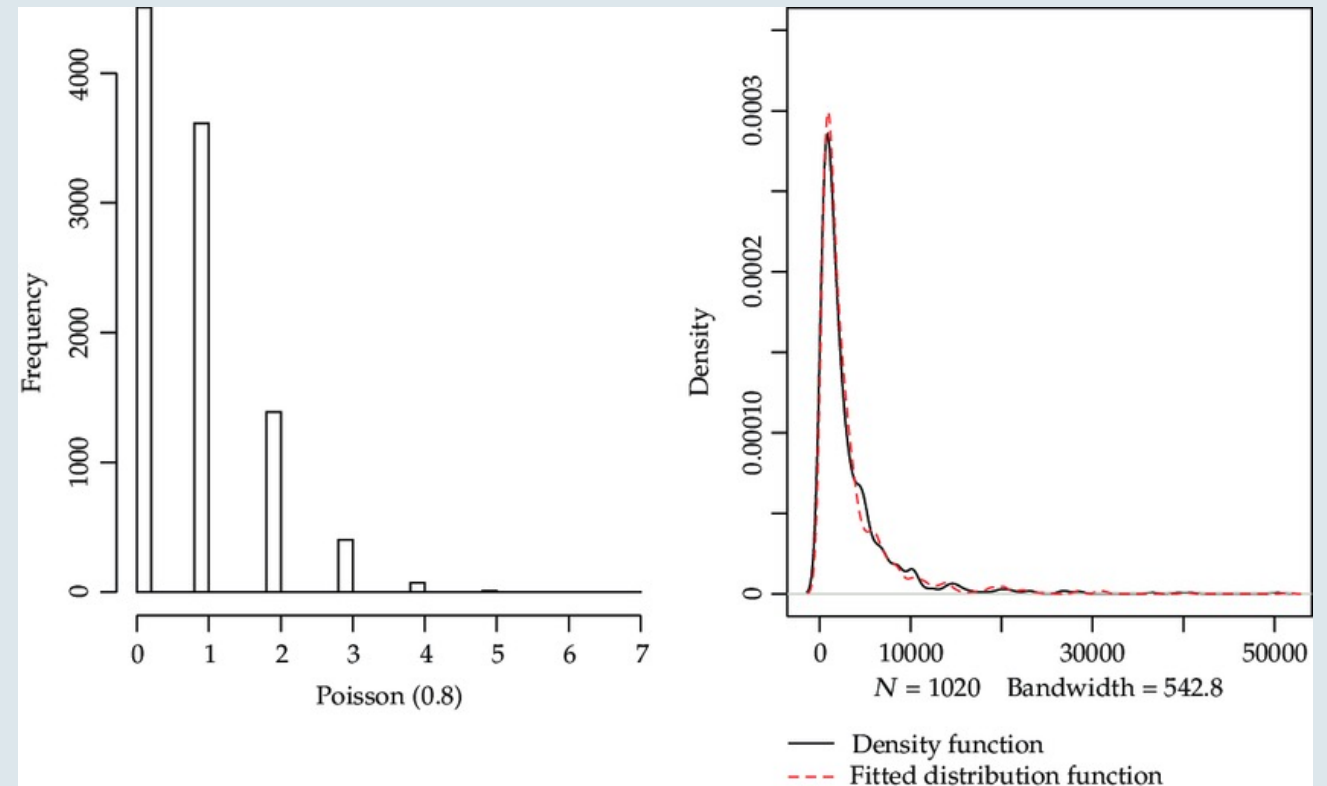 Frequency
4000
3000
2000
1000
0
0 1 2 3 4 5 6 7
Poisson (0.8)
Density
0.0003
0.0002
0.00010
0
0 10000 30000 50000
N = 1020 Bandwidth = 542.8
Density function
Fitted distribution function